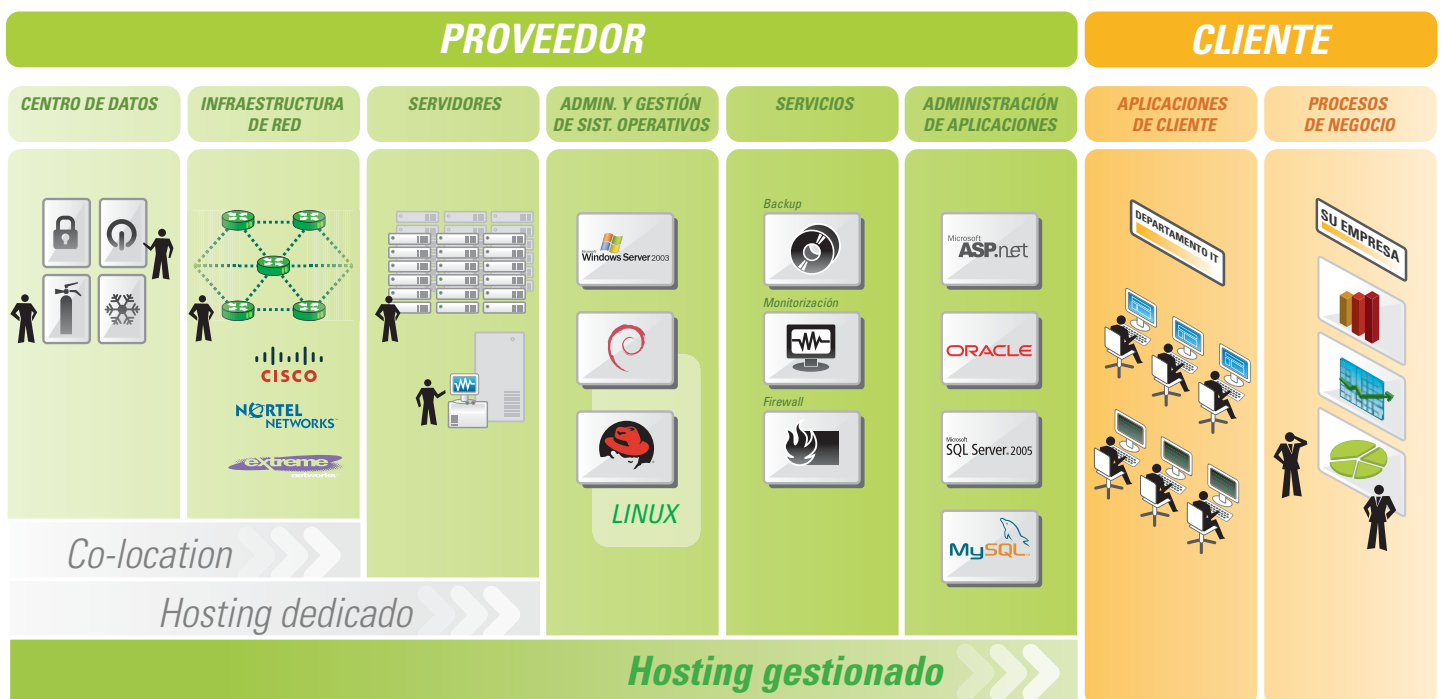 PROVEEDOR
CLIENTE
CENTRO DE DATOS
INFRAESTRUCTURA
DE RED
SERVIDORES
ADMIN. Y GESTIÓN
DE SIST. OPERATIVOS
SERVICIOS
ADMINISTRACIÓN
DE APLICACIONES
APLICACIONES
DE CLIENTE
PROCESOS
DE NEGOCIO
CISCO
NORTEL
NETWORKS™
extreme
networks
Microsoft
Windows Server 2003
LINUX
Backup
Monitorización
Firewall
Microsoft
ASP.net
ORACLE
Microsoft
SQL Server 2005
MySQL
DEPARTAMENTO IT
SU EMPRESA
Co-location
Hosting dedicado
Hosting gestionado